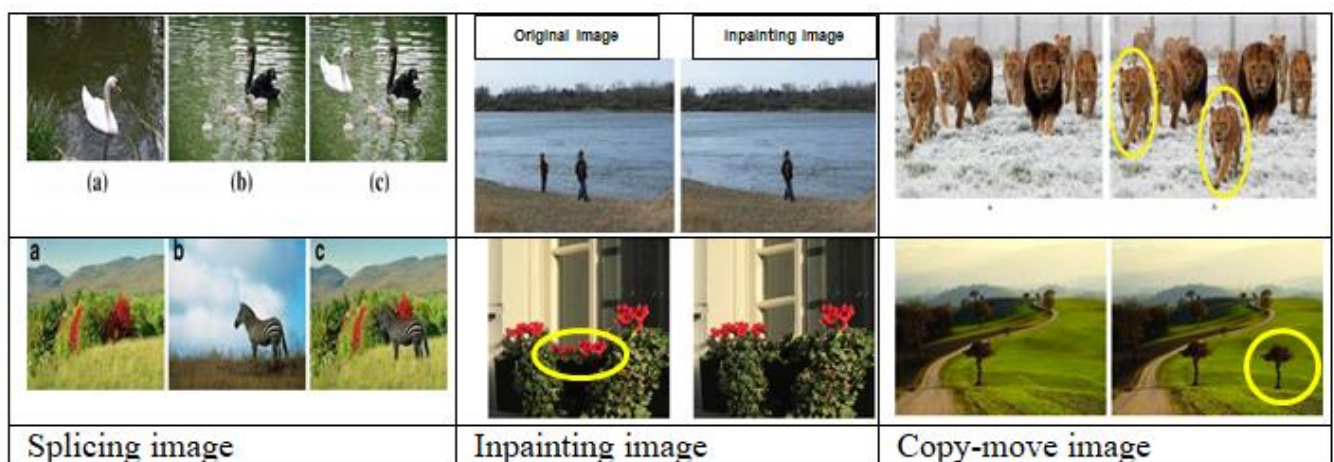 Original Image
Inpainting Image
(a)
(b)
(c)
a
b
c
Splicing image
Inpainting image
Copy-move image